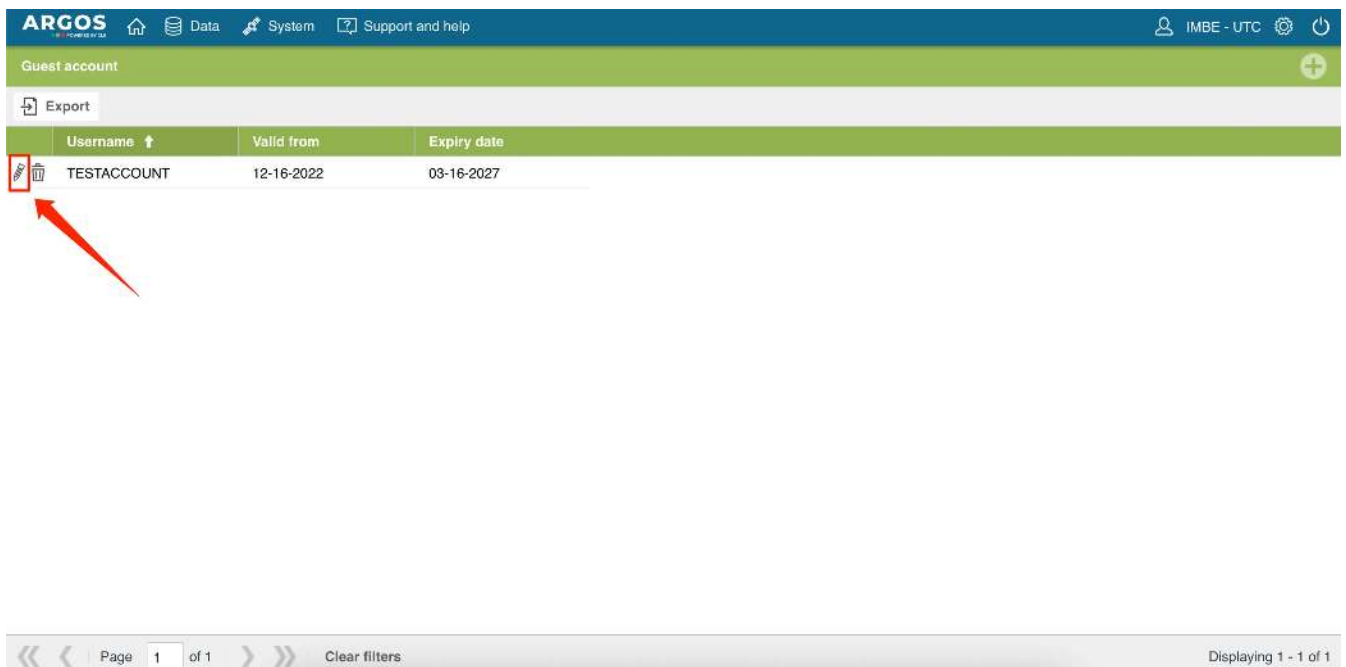 ARGOS Data System Support and help IMBE - UTC
Guest account
Export
Username Valid from Expiry date
TESTACCOUNT 12-16-2022 03-16-2027
Page 1 of 1 Clear filters Displaying 1 - 1 of 1